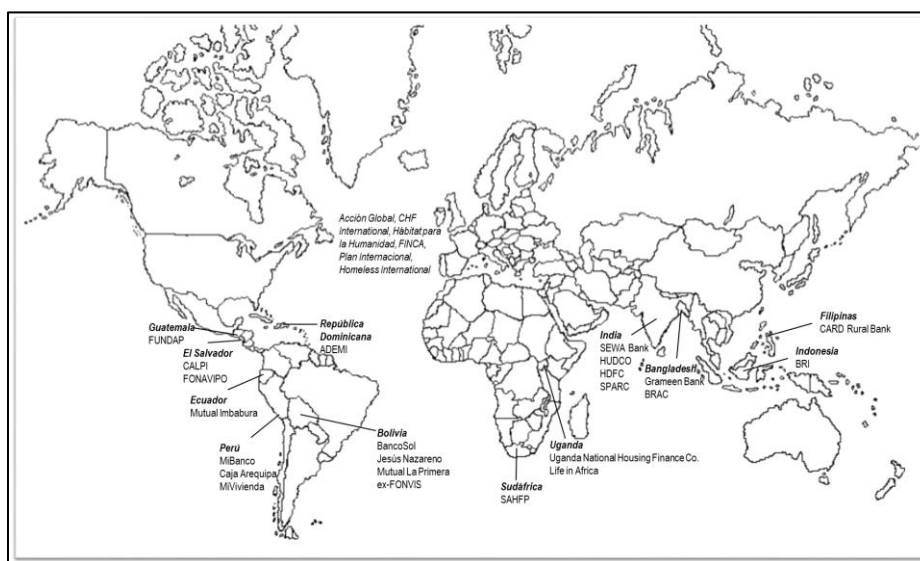 Acción Global, CHF
International, Hábitat para
la Humanidad, FINCA,
Plan Internacional,
Homeless International
Guatemala
FUNDAP
República
Dominicana
ADEMI
El Salvador
CALPI
FONAVIPO
Ecuador
Mutual Imbabura
Perú
MiBanco
Caja Arequipa
MiVivienda
Bolivia
BancoSol
Jesús Nazareno
Mutual La Primera
ex-FONVIS
Sudáfrica
SAHFP
Uganda
Uganda National Housing Finance Co.
Life in Africa
India
SEWA Bank
HUDCO
HDFC
SPARC
Bangladesh
Grameen Bank
BRAC
Filipinas
CARD Rural Bank
Indonesia
BRI